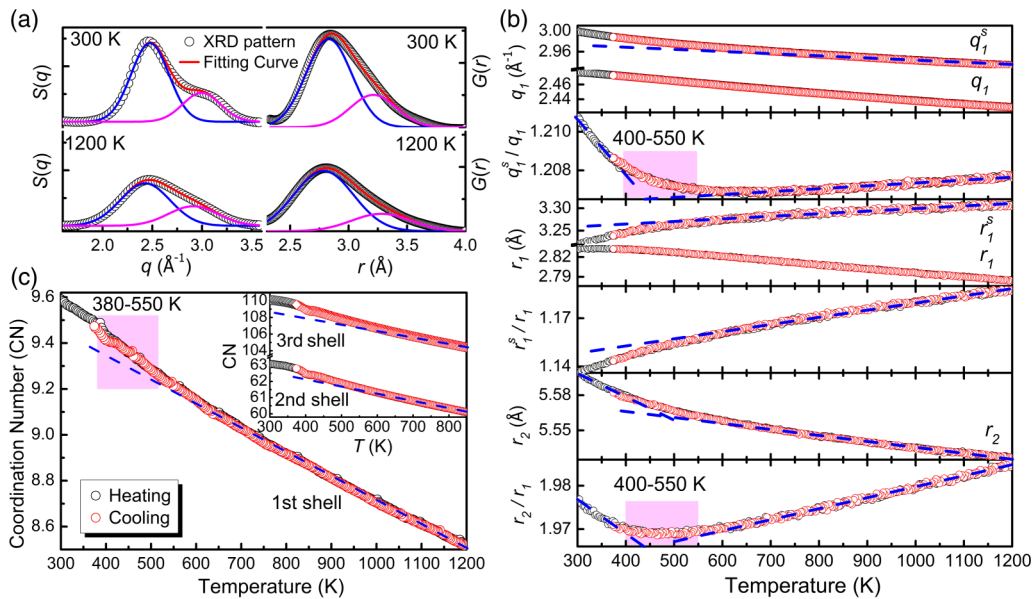 (a)
300 K
XRD pattern
Fitting Curve
300 K
S(q)
G(r)
1200 K
1200 K
S(q)
G(r)
2.0 2.5 3.0 3.5
2.5 3.0 3.5 4.0
q (Å⁻¹)
r (Å)
(c)
9.6
9.4
9.2
9.0
8.8
8.6
Coordination Number (CN)
380-550 K
110
108
106
104
3rd shell
CN
63
62
61
60
2nd shell
300 400 500 600 700 800
T (K)
1st shell
Heating
Cooling
300 400 500 600 700 800 900 1000 1100 1200
Temperature (K)
(b)
3.00
2.96
q₁ˢ
q₁ (Å⁻¹)
2.46
2.44
q₁
1.210
1.208
q₁ˢ / q₁
400-550 K
3.30
3.25
r₁ˢ
r₁ (Å)
2.82
2.79
r₁
1.17
1.14
r₁ˢ/ r₁
5.58
5.55
r₂ (Å)
r₂
1.98
1.97
r₂ / r₁
400-550 K
300 400 500 600 700 800 900 1000 1100 1200
Temperature (K)